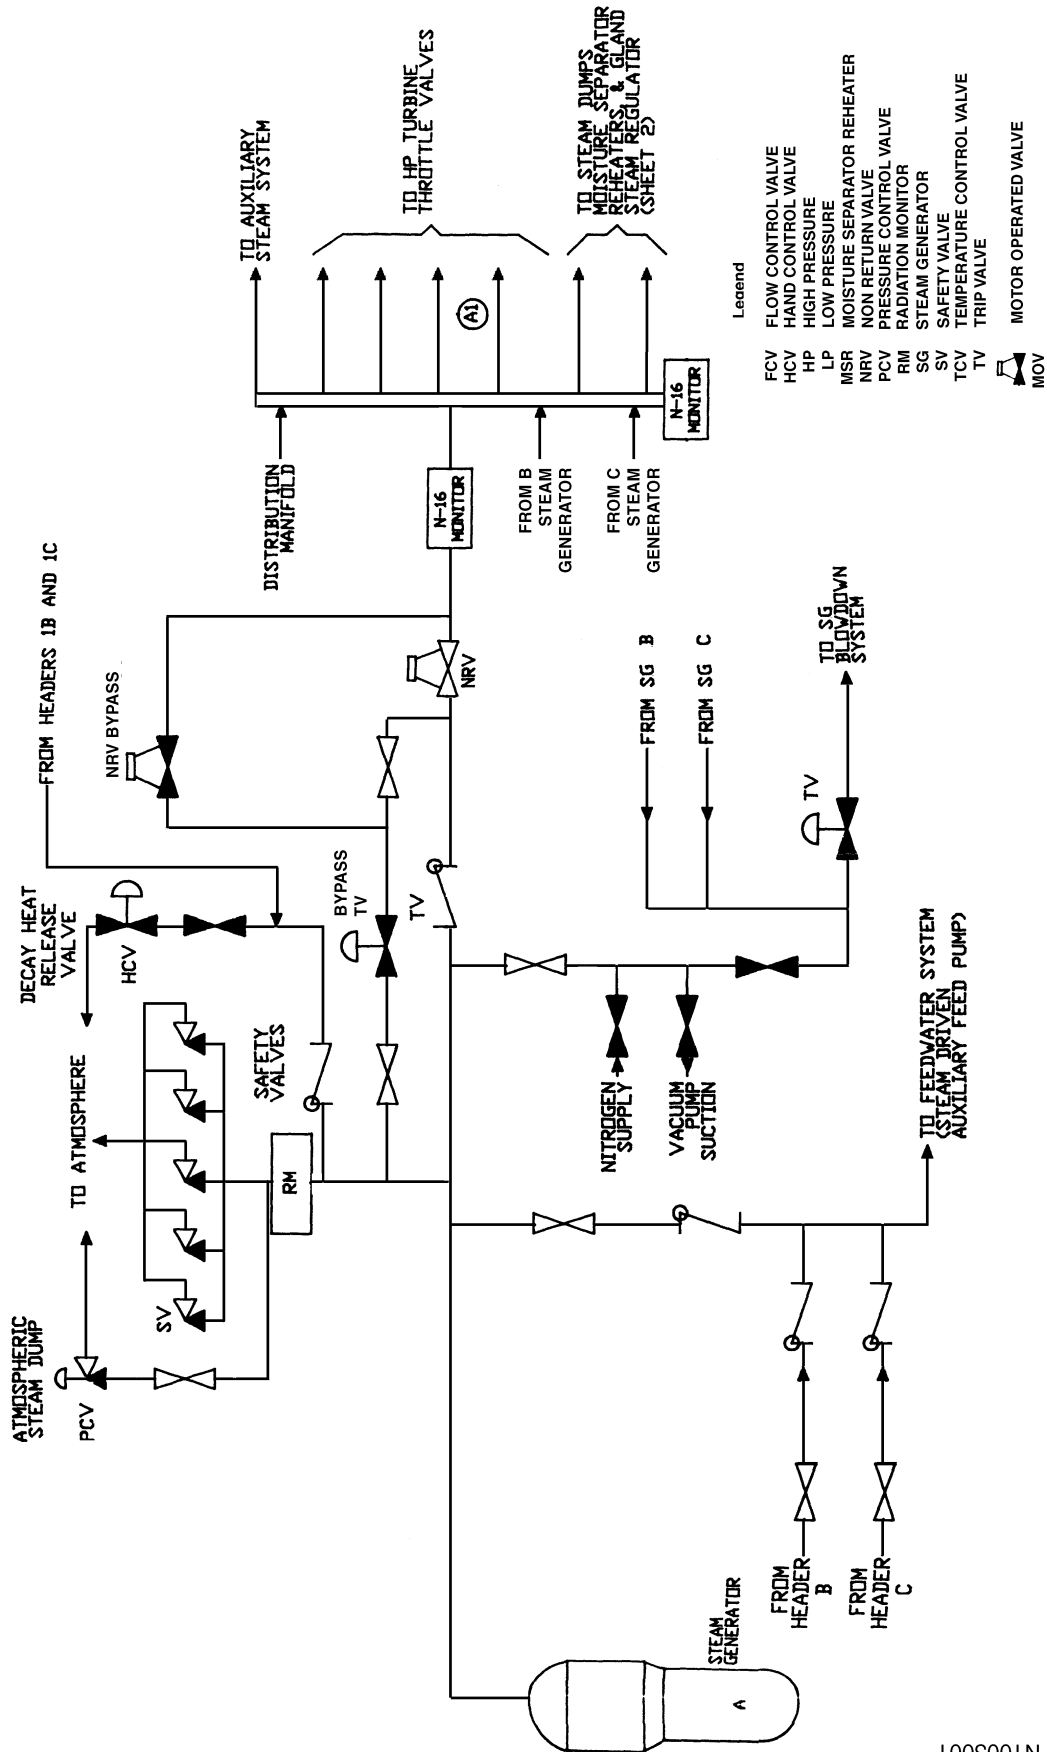 ATMOSPHERIC
STEAM DUMP
PCV
SV
TO ATMOSPHERE
DECAY HEAT
RELEASE
VALVE
HCV
FROM HEADERS 1B AND 1C
NRV BYPASS
SAFETY
VALVES
RM
BYPASS
TV
TV
NRV
N-16
MONITOR
DISTRIBUTION
MANIFOLD
FROM B
STEAM
GENERATOR
FROM C
STEAM
GENERATOR
N-16
MONITOR
TO AUXILIARY
STEAM SYSTEM
TO HP TURBINE
THROTTLE VALVES
A1
TO STEAM DUMPS
MOISTURE SEPARATOR
REHEATERS, & GLAND
STEAM REGULATOR
(SHEET 2)
FROM SG B
FROM SG C
TV
TO SG
BLOWDOWN
SYSTEM
NITROGEN
SUPPLY
VACUUM
PUMP
SUCTION
TO FEEDWATER SYSTEM
(STEAM DRIVEN
AUXILIARY FEED PUMP)
FROM
HEADER
B
FROM
HEADER
C
STEAM
GENERATOR
A
Legend
FCV FLOW CONTROL VALVE
HCV HAND CONTROL VALVE
HP HIGH PRESSURE
LP LOW PRESSURE
MSR MOISTURE SEPARATOR REHEATER
NRV NON RETURN VALVE
PCV PRESSURE CONTROL VALVE
RM RADIATION MONITOR
SG STEAM GENERATOR
SV SAFETY VALVE
TCV TEMPERATURE CONTROL VALVE
TV TRIP VALVE
MOV MOTOR OPERATED VALVE